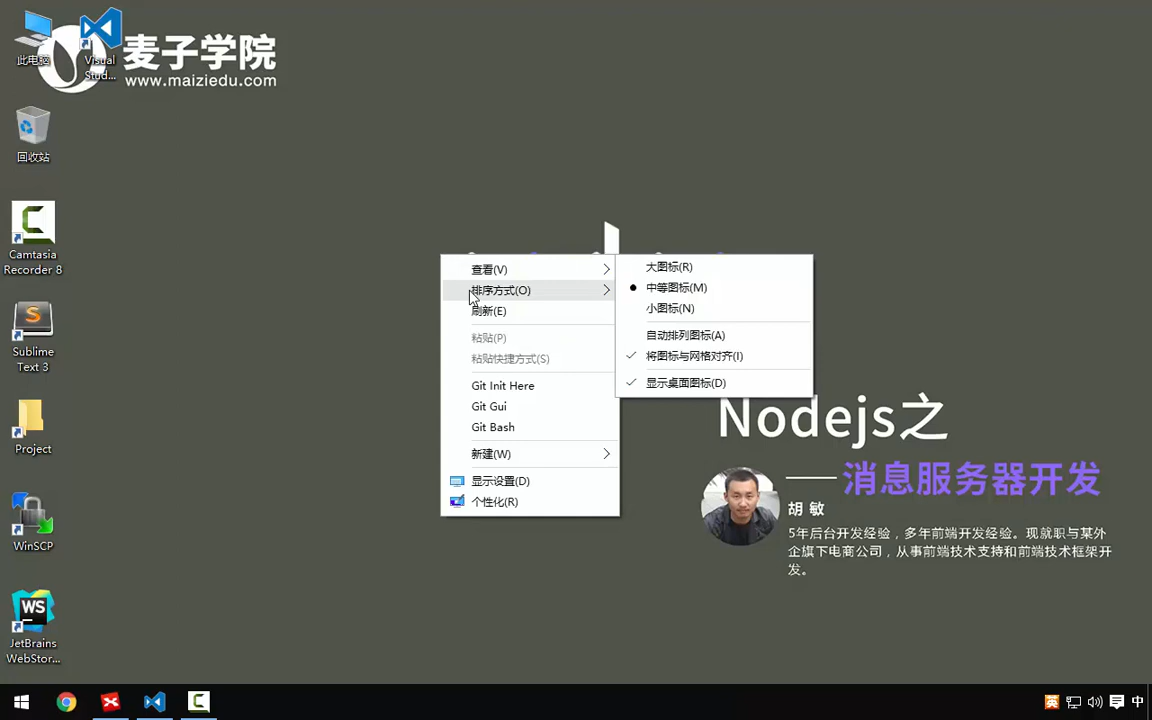 此电脑
Visual
Stud...
麦子学院
www.maiziedu.com
回收站
Camtasia
Recorder 8
Sublime
Text 3
Project
WinSCP
WS
JetBrains
WebStor...
查看(V)
排序方式(O)
刷新(E)
粘贴(P)
粘贴快捷方式(S)
Git Init Here
Git Gui
Git Bash
新建(W)
显示设置(D)
个性化(R)
大图标(R)
中等图标(M)
小图标(N)
自动排列图标(A)
将图标与网格对齐(I)
显示桌面图标(D)
Nodejs之
——消息服务器开发
胡 敏
5年后台开发经验，多年前端开发经验。现就职与某外
企旗下电商公司，从事前端技术支持和前端技术框架开
发。
中